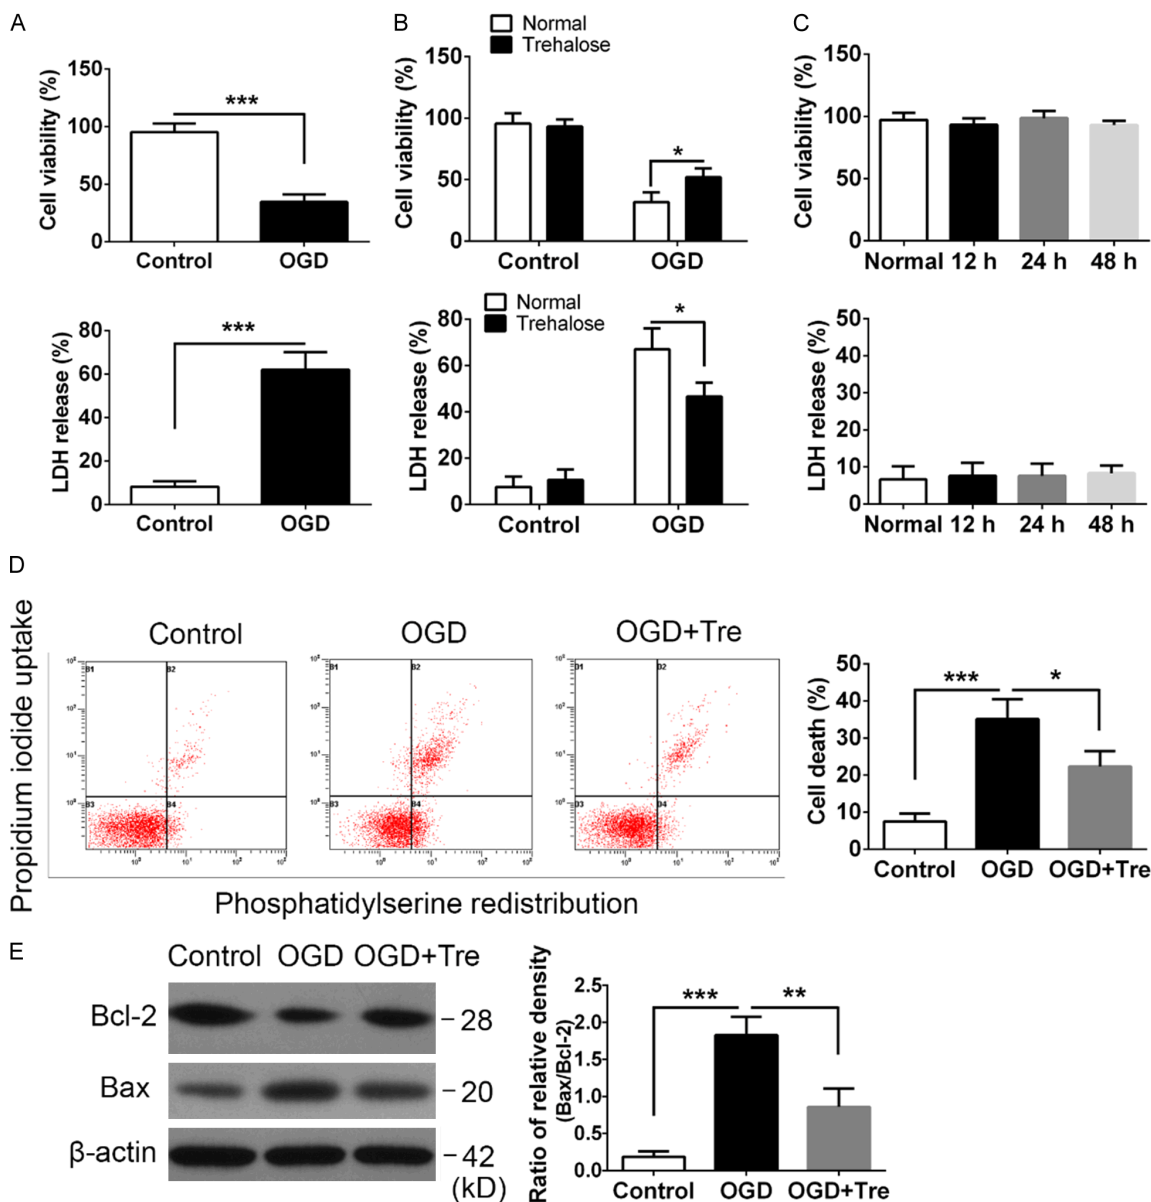 A
Cell viability (%)
150
100
50
0
***
Control OGD
LDH release (%)
80
60
40
20
0
***
Control OGD
B
Normal
Trehalose
Cell viability (%)
150
100
50
0
*
Control OGD
Normal
Trehalose
LDH release (%)
80
60
40
20
0
*
Control OGD
C
Cell viability (%)
150
100
50
0
Normal 12 h 24 h 48 h
LDH release (%)
50
40
30
20
10
0
Normal 12 h 24 h 48 h
D
Propidium iodide uptake
Control OGD OGD+Tre
Phosphatidylserine redistribution
Cell death (%)
50
40
30
20
10
0
*** *
Control OGD OGD+Tre
E
Control OGD OGD+Tre
Bcl-2 -28
Bax -20
β-actin -42
(kD)
Ratio of relative density
(Bax/Bcl-2)
2.5
2.0
1.5
1.0
0.5
0.0
*** **
Control OGD OGD+Tre